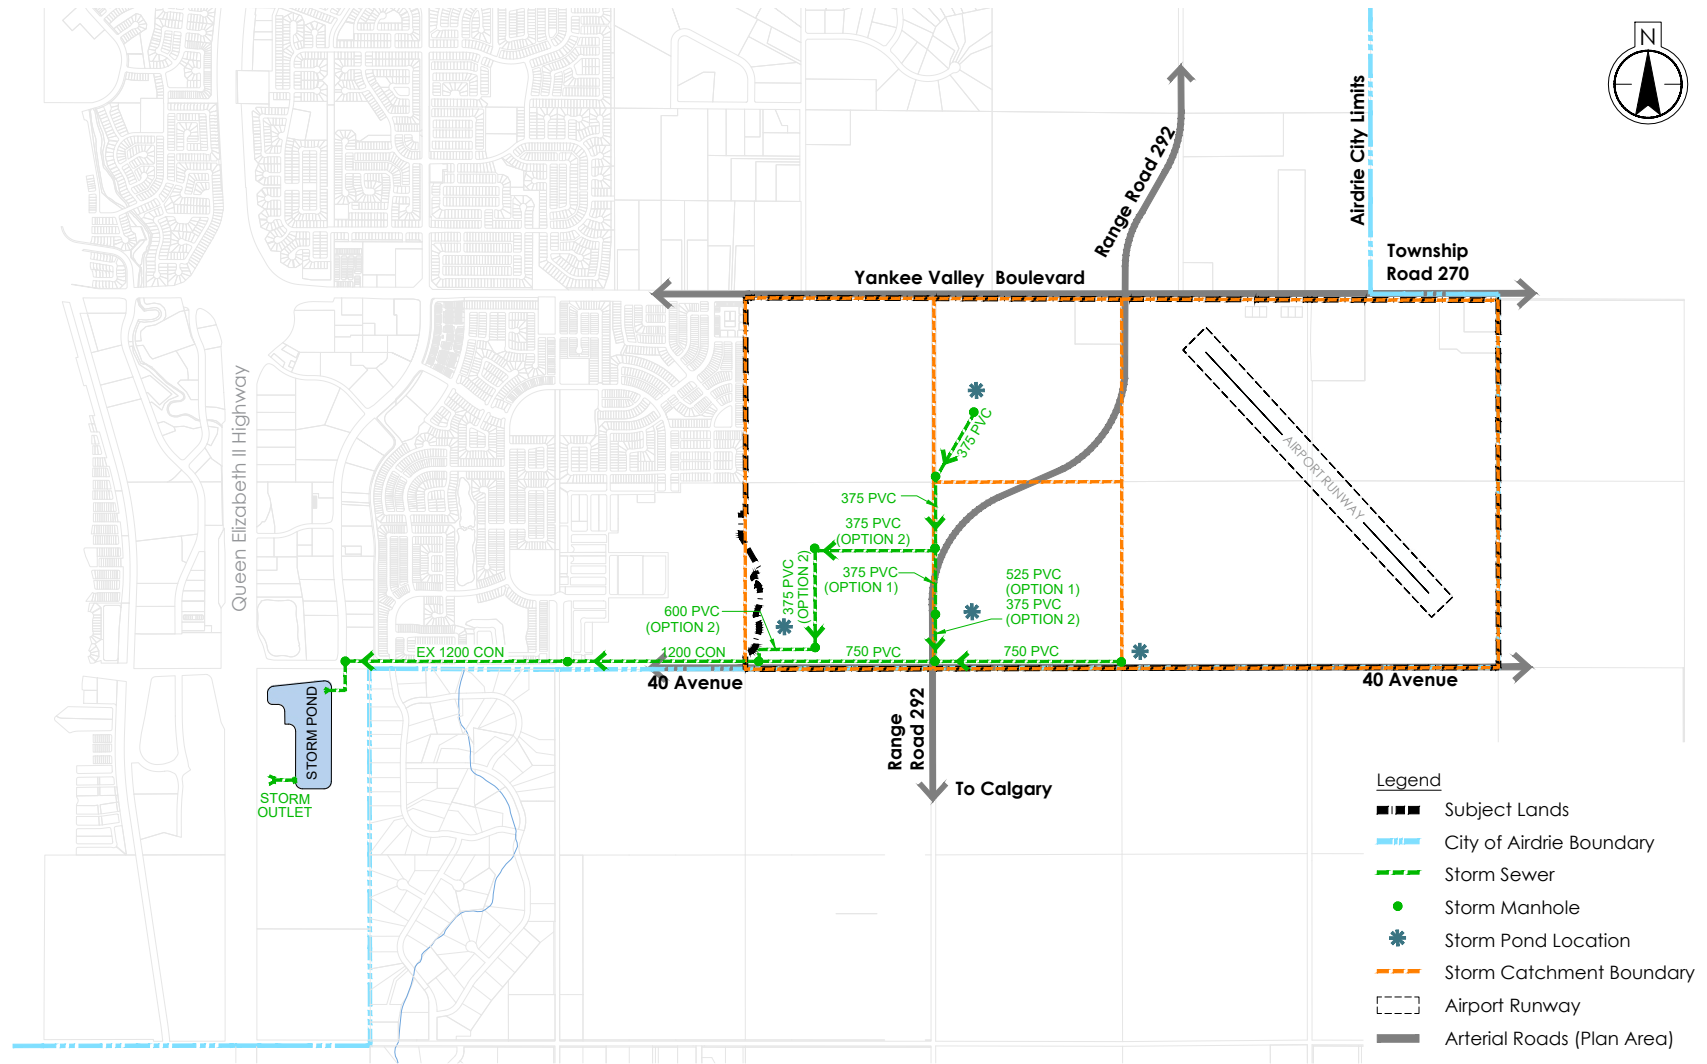 N
Airdrie City Limits
Range Road 292
Township
Road 270
Yankee Valley Boulevard
Queen Elizabeth II Highway
375 PVC
AIRPORT RUNWAY
375 PVC
375 PVC
(OPTION 2)
375 PVC
(OPTION 2)
375 PVC
(OPTION 1)
525 PVC
(OPTION 1)
375 PVC
(OPTION 2)
600 PVC
(OPTION 2)
EX 1200 CON
1200 CON
750 PVC
750 PVC
40 Avenue
40 Avenue
STORM POND
Range
Road 292
To Calgary
STORM
OUTLET
Legend
Subject Lands
City of Airdrie Boundary
Storm Sewer
Storm Manhole
Storm Pond Location
Storm Catchment Boundary
Airport Runway
Arterial Roads (Plan Area)